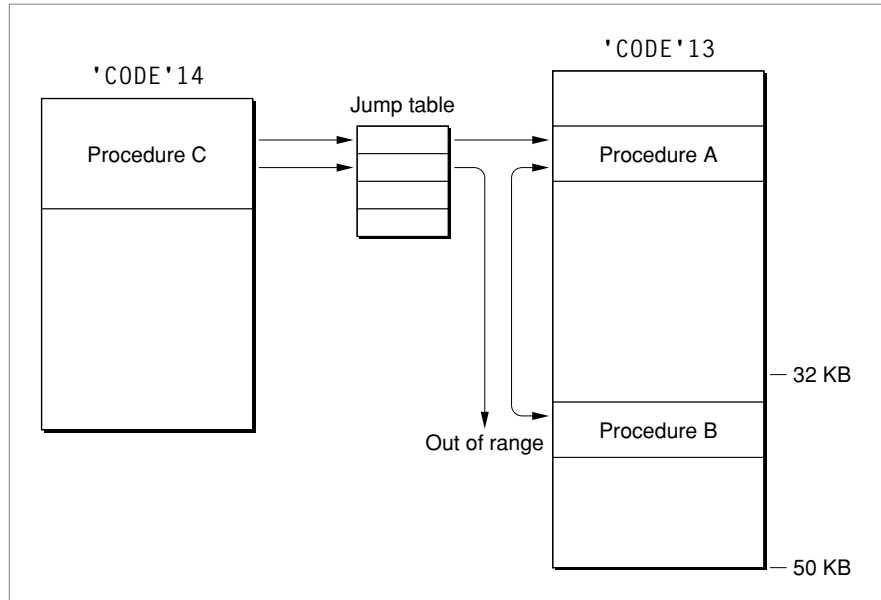 'CODE'14
Procedure C
Jump table
'CODE'13
Procedure A
32 KB
Procedure B
Out of range
50 KB